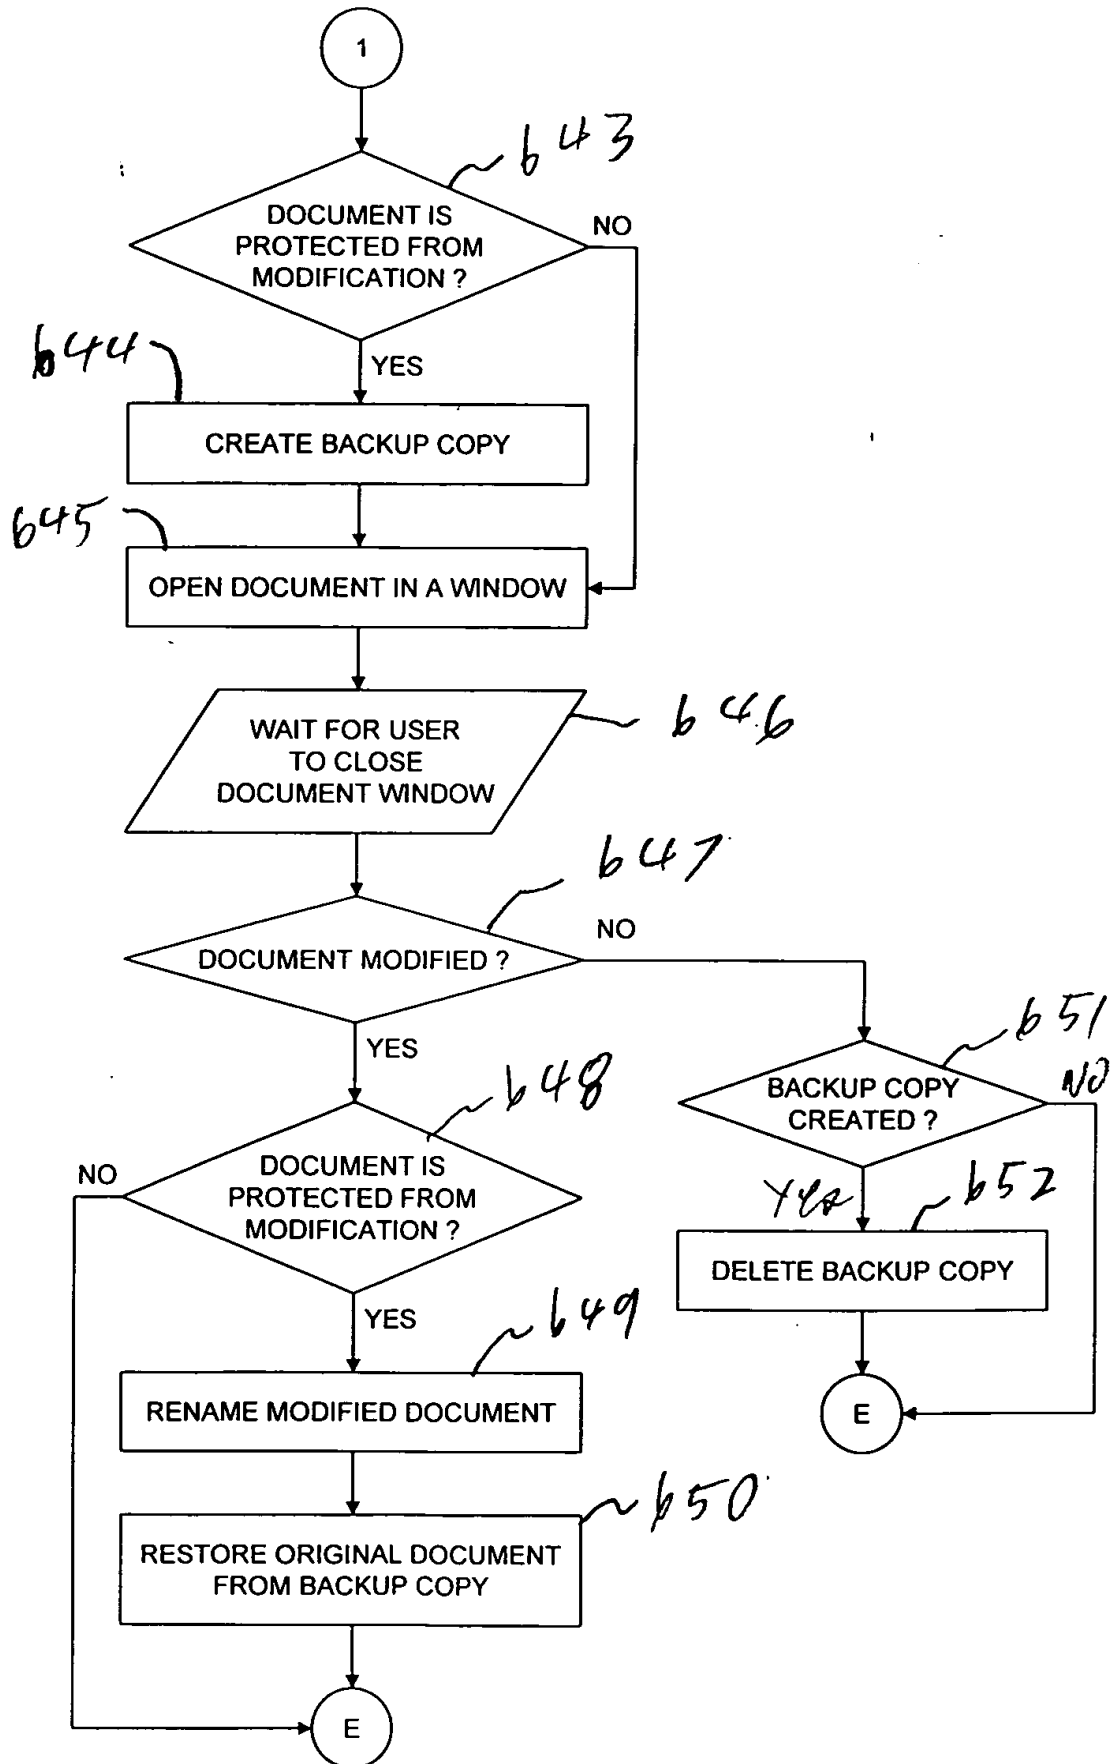 1
643
DOCUMENT IS
PROTECTED FROM
MODIFICATION ?
NO
644
YES
CREATE BACKUP COPY
645
OPEN DOCUMENT IN A WINDOW
WAIT FOR USER
TO CLOSE
DOCUMENT WINDOW
646
647
DOCUMENT MODIFIED ?
NO
YES
651
BACKUP COPY
CREATED ?
NO
648
NO
DOCUMENT IS
PROTECTED FROM
MODIFICATION ?
Yes
652
DELETE BACKUP COPY
YES
649
RENAME MODIFIED DOCUMENT
E
650
RESTORE ORIGINAL DOCUMENT
FROM BACKUP COPY
E